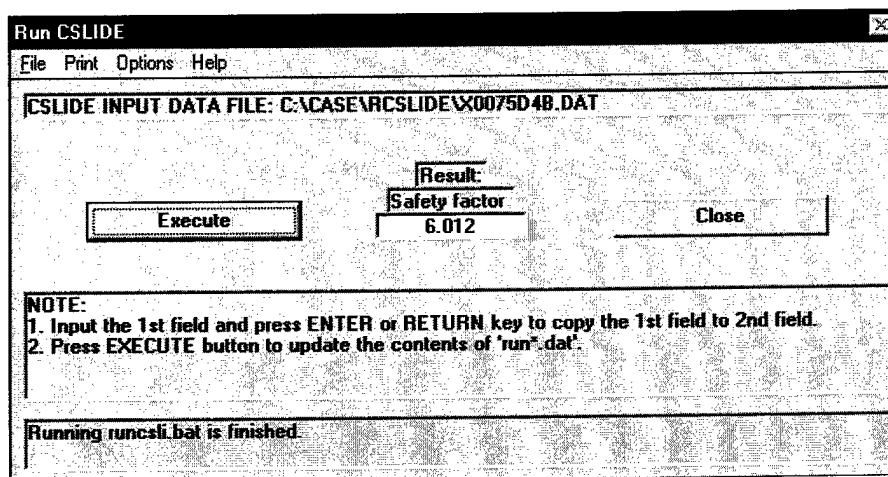 Run CSLIDE
File Print Options Help
CSLIDE INPUT DATA FILE: C:\CASE\RCSLIDE\X0075D4B.DAT
Result:
Safety factor
Execute
6.012
Close
NOTE:
1. Input the 1st field and press ENTER or RETURN key to copy the 1st field to 2nd field.
2. Press EXECUTE button to update the contents of 'run*.dat'.
Running runcsli.bat is finished.